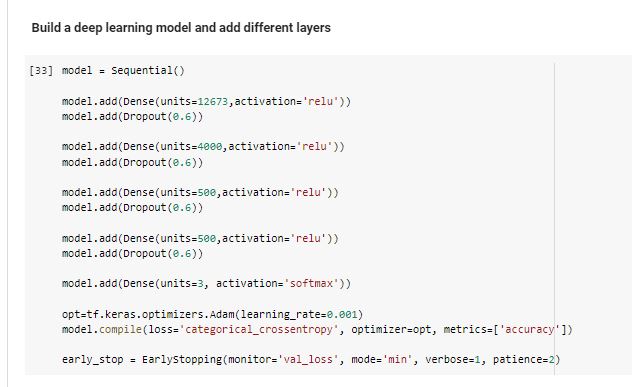 Build a deep learning model and add different layers
[33] model = Sequential()
model.add(Dense(units=12673,activation='relu'))
model.add(Dropout(0.6))
model.add(Dense(units=4000,activation='relu'))
model.add(Dropout(0.6))
model.add(Dense(units=500,activation='relu'))
model.add(Dropout(0.6))
model.add(Dense(units=500,activation='relu'))
model.add(Dropout(0.6))
model.add(Dense(units=3, activation='softmax'))
opt=tf.keras.optimizers.Adam(learning_rate=0.001)
model.compile(loss='categorical_crossentropy', optimizer=opt, metrics=['accuracy'])
early_stop = EarlyStopping(monitor='val_loss', mode='min', verbose=1, patience=2)